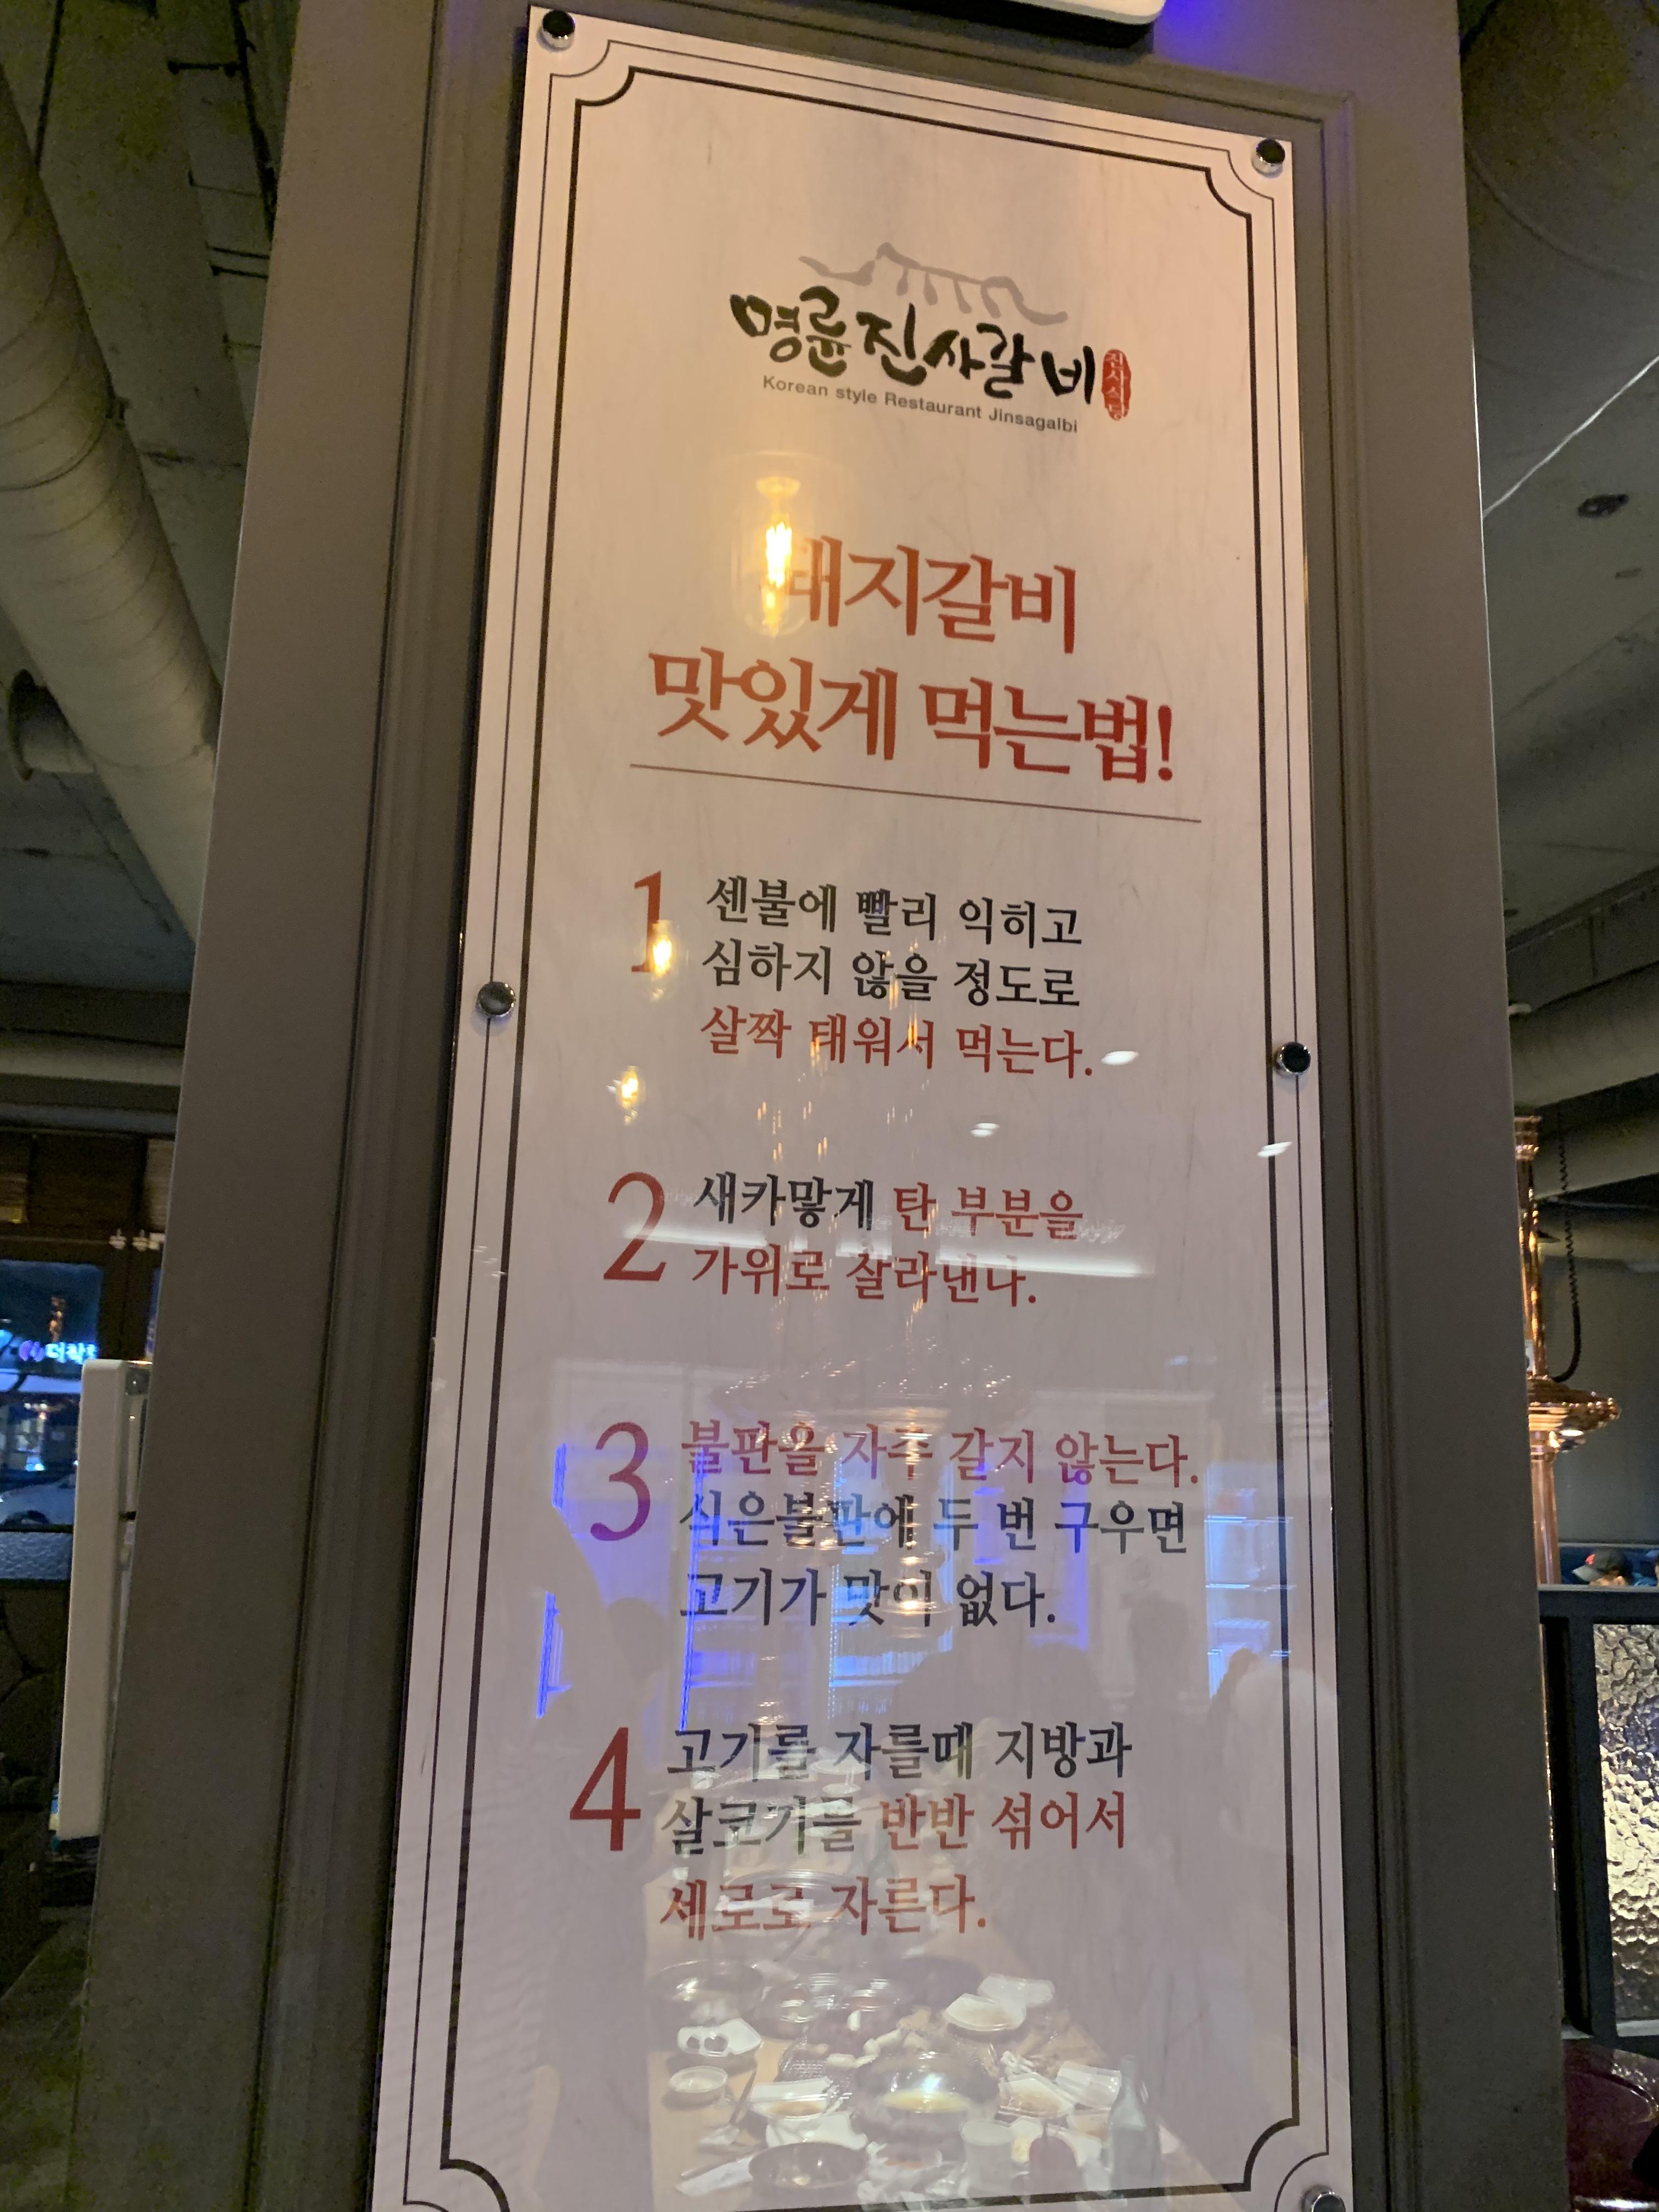 명륜진사갈비
진사식당
Korean style Restaurant Jinsagalbi
돼지갈비
맛있게 먹는법!
1
센불에 빨리 익히고
심하지 않을 정도로
살짝 태워서 먹는다.
2
새카맣게 탄 부분을
가위로 잘라낸다.
3
불판을 자주 갈지 않는다.
식은불판에 두 번 구우면
고기가 맛이 없다.
4
고기를 자를때 지방과
살코기를 반반 섞어서
세로로 자른다.